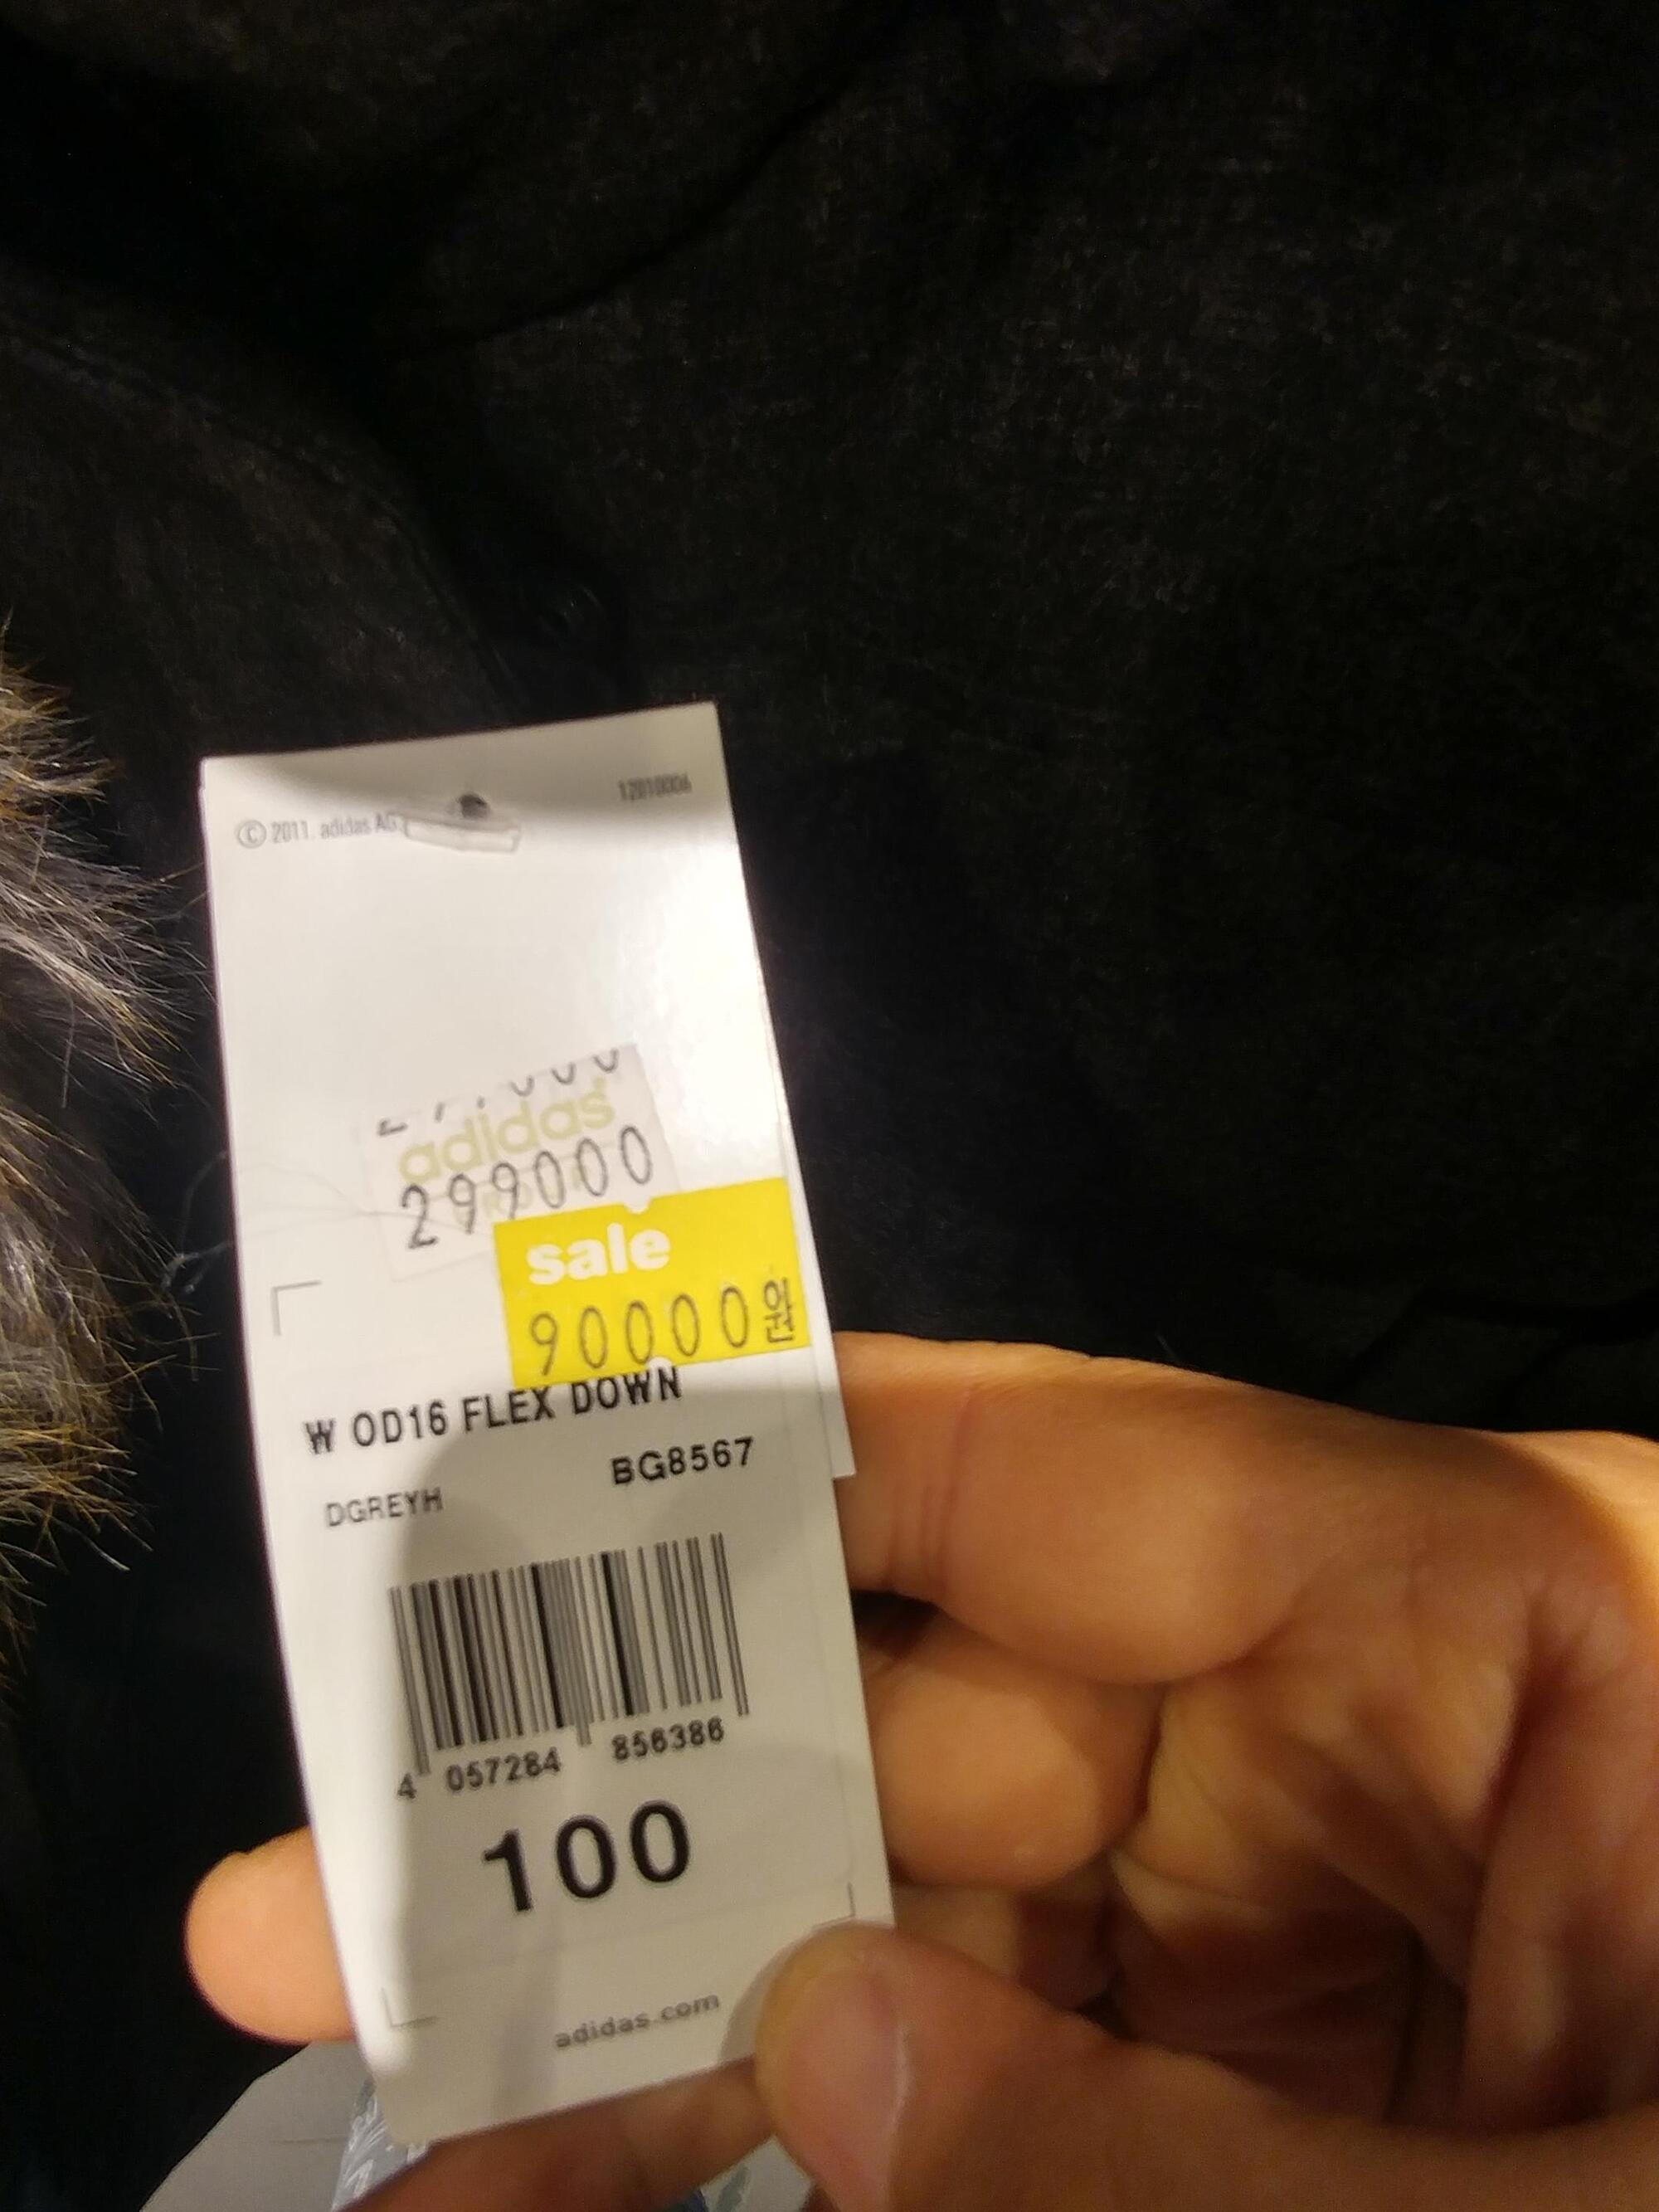 © 2011. adidas AG
12010006
adidas
299000
sale
90000원
W OD16 FLEX DOWN
BG8567
DGREYH
4 057284 856386
100
adidas.com